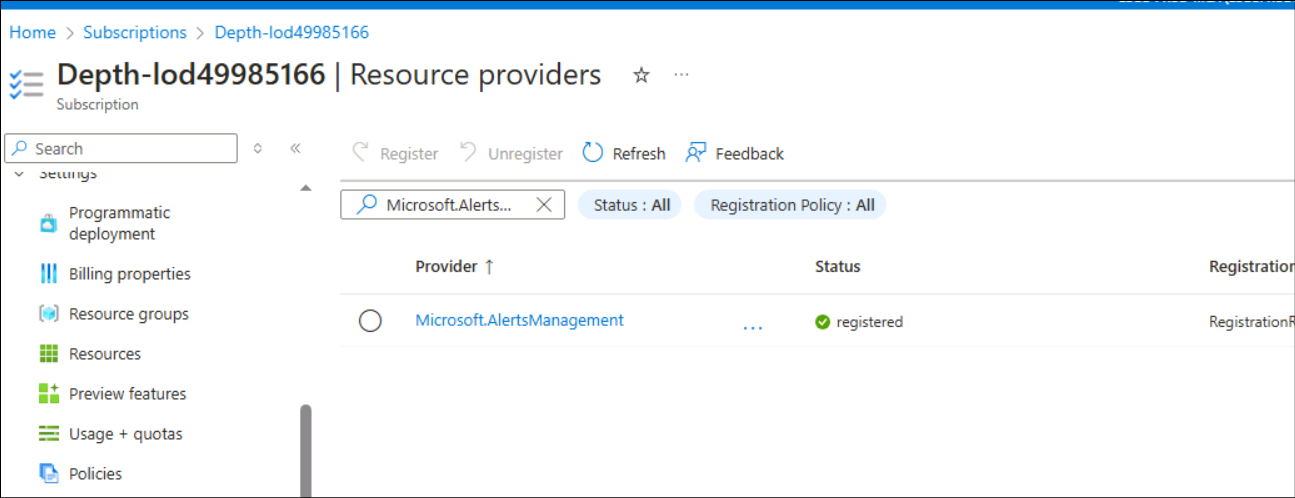 Home > Subscriptions > Depth-lod49985166
Depth-lod49985166 | Resource providers ☆ ...
Subscription
Search
Register Unregister Refresh Feedback
Settings
Microsoft.Alerts... Status : All Registration Policy : All
Programmatic
deployment
Billing properties
Resource groups
Resources
Preview features
Usage + quotas
Policies
Provider ↑ Status Registration
Microsoft.AlertsManagement ... registered RegistrationR